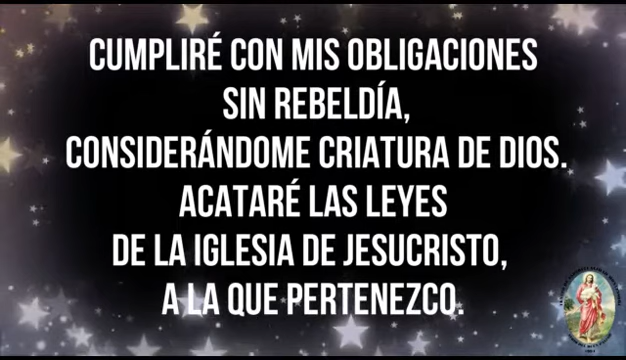 CUMPLIRÉ CON MIS OBLIGACIONES
SIN REBELDÍA,
CONSIDERÁNDOME CRIATURA DE DIOS.
ACATARÉ LAS LEYES
DE LA IGLESIA DE JESUCRISTO,
A LA QUE PERTENEZCO.